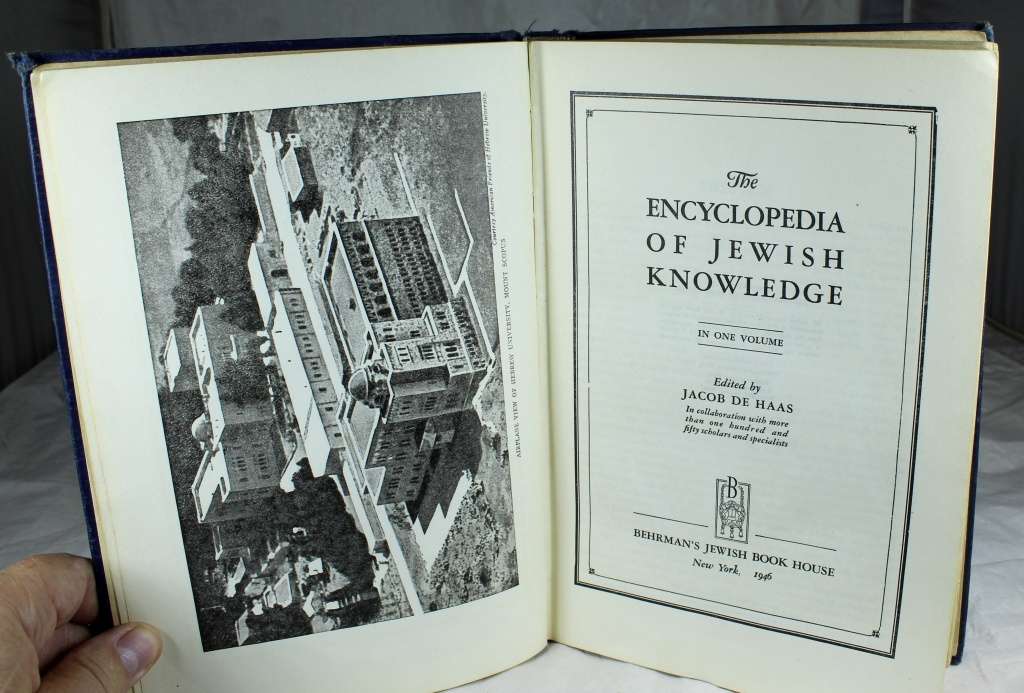 Courtesy American Friends of Hebrew University.
AIRPLANE VIEW OF HEBREW UNIVERSITY, MOUNT SCOPUS
The
ENCYCLOPEDIA
OF JEWISH
KNOWLEDGE
IN ONE VOLUME
Edited by
JACOB DE HAAS
In collaboration with more
than one hundred and
fifty scholars and specialists
B
BEHRMAN'S JEWISH BOOK HOUSE
New York, 1946